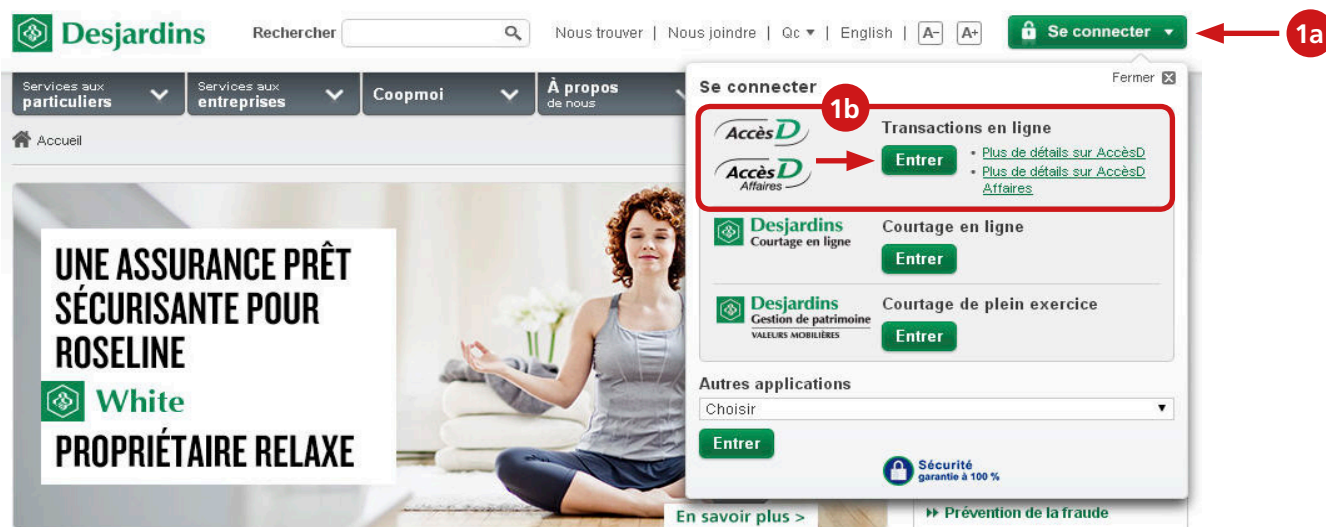 Desjardins
Rechercher
Nous trouver | Nous joindre | Qc ▼ | English | A- A+
Se connecter ▼
1a
Services aux
particuliers
Services aux
entreprises
Coopmoi
À propos
de nous
Accueil
Se connecter
Fermer
1b
AccèsD
AccèsD
Affaires
Transactions en ligne
Entrer
• Plus de détails sur AccèsD
• Plus de détails sur AccèsD
Affaires
Desjardins
Courtage en ligne
Courtage en ligne
Entrer
Desjardins
Gestion de patrimoine
VALEURS MOBILIÈRES
Courtage de plein exercice
Entrer
Autres applications
Choisir
Entrer
Sécurité
garantie à 100 %
UNE ASSURANCE PRÊT
SÉCURISANTE POUR
ROSELINE
White
PROPRIÉTAIRE RELAXE
En savoir plus >
Prévention de la fraude